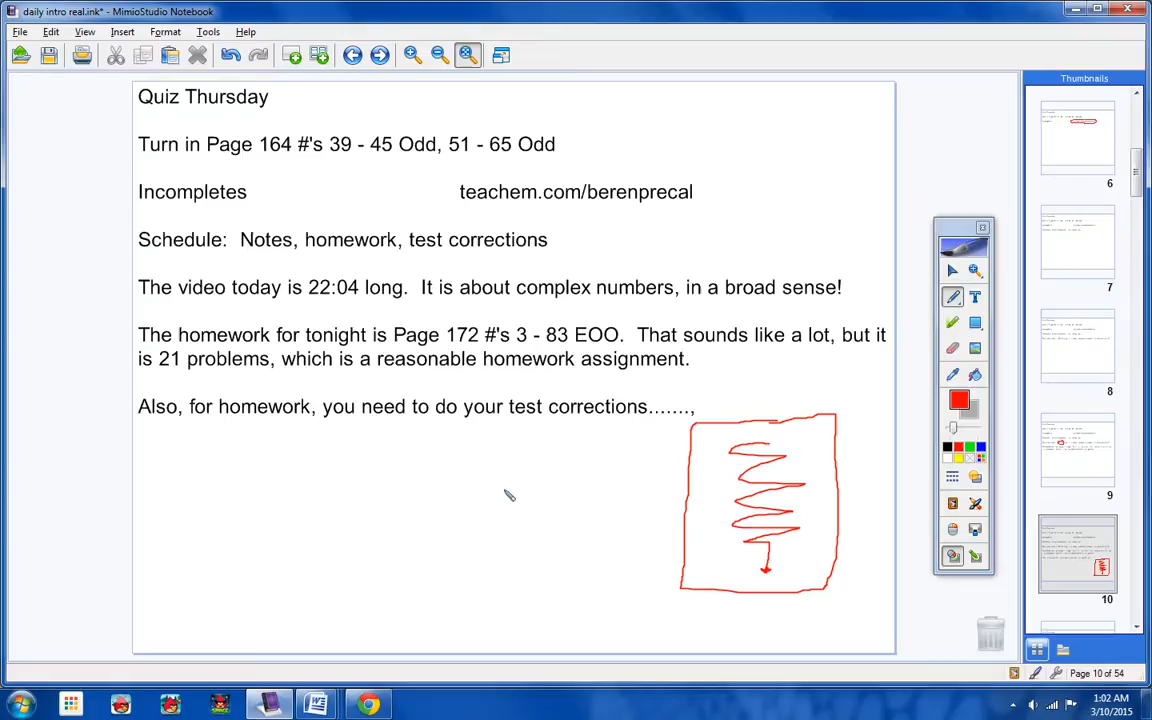 daily intro real.ink* - MimioStudio Notebook
File Edit View Insert Format Tools Help
Quiz Thursday
Turn in Page 164 #'s 39 - 45 Odd, 51 - 65 Odd
Incompletes teachem.com/berenprecal
Schedule: Notes, homework, test corrections
The video today is 22:04 long. It is about complex numbers, in a broad sense!
The homework for tonight is Page 172 #'s 3 - 83 EOO. That sounds like a lot, but it
is 21 problems, which is a reasonable homework assignment.
Also, for homework, you need to do your test corrections.......,
T
Thumbnails
6
7
8
9
10
Page 10 of 54
W
1:02 AM
3/10/2015